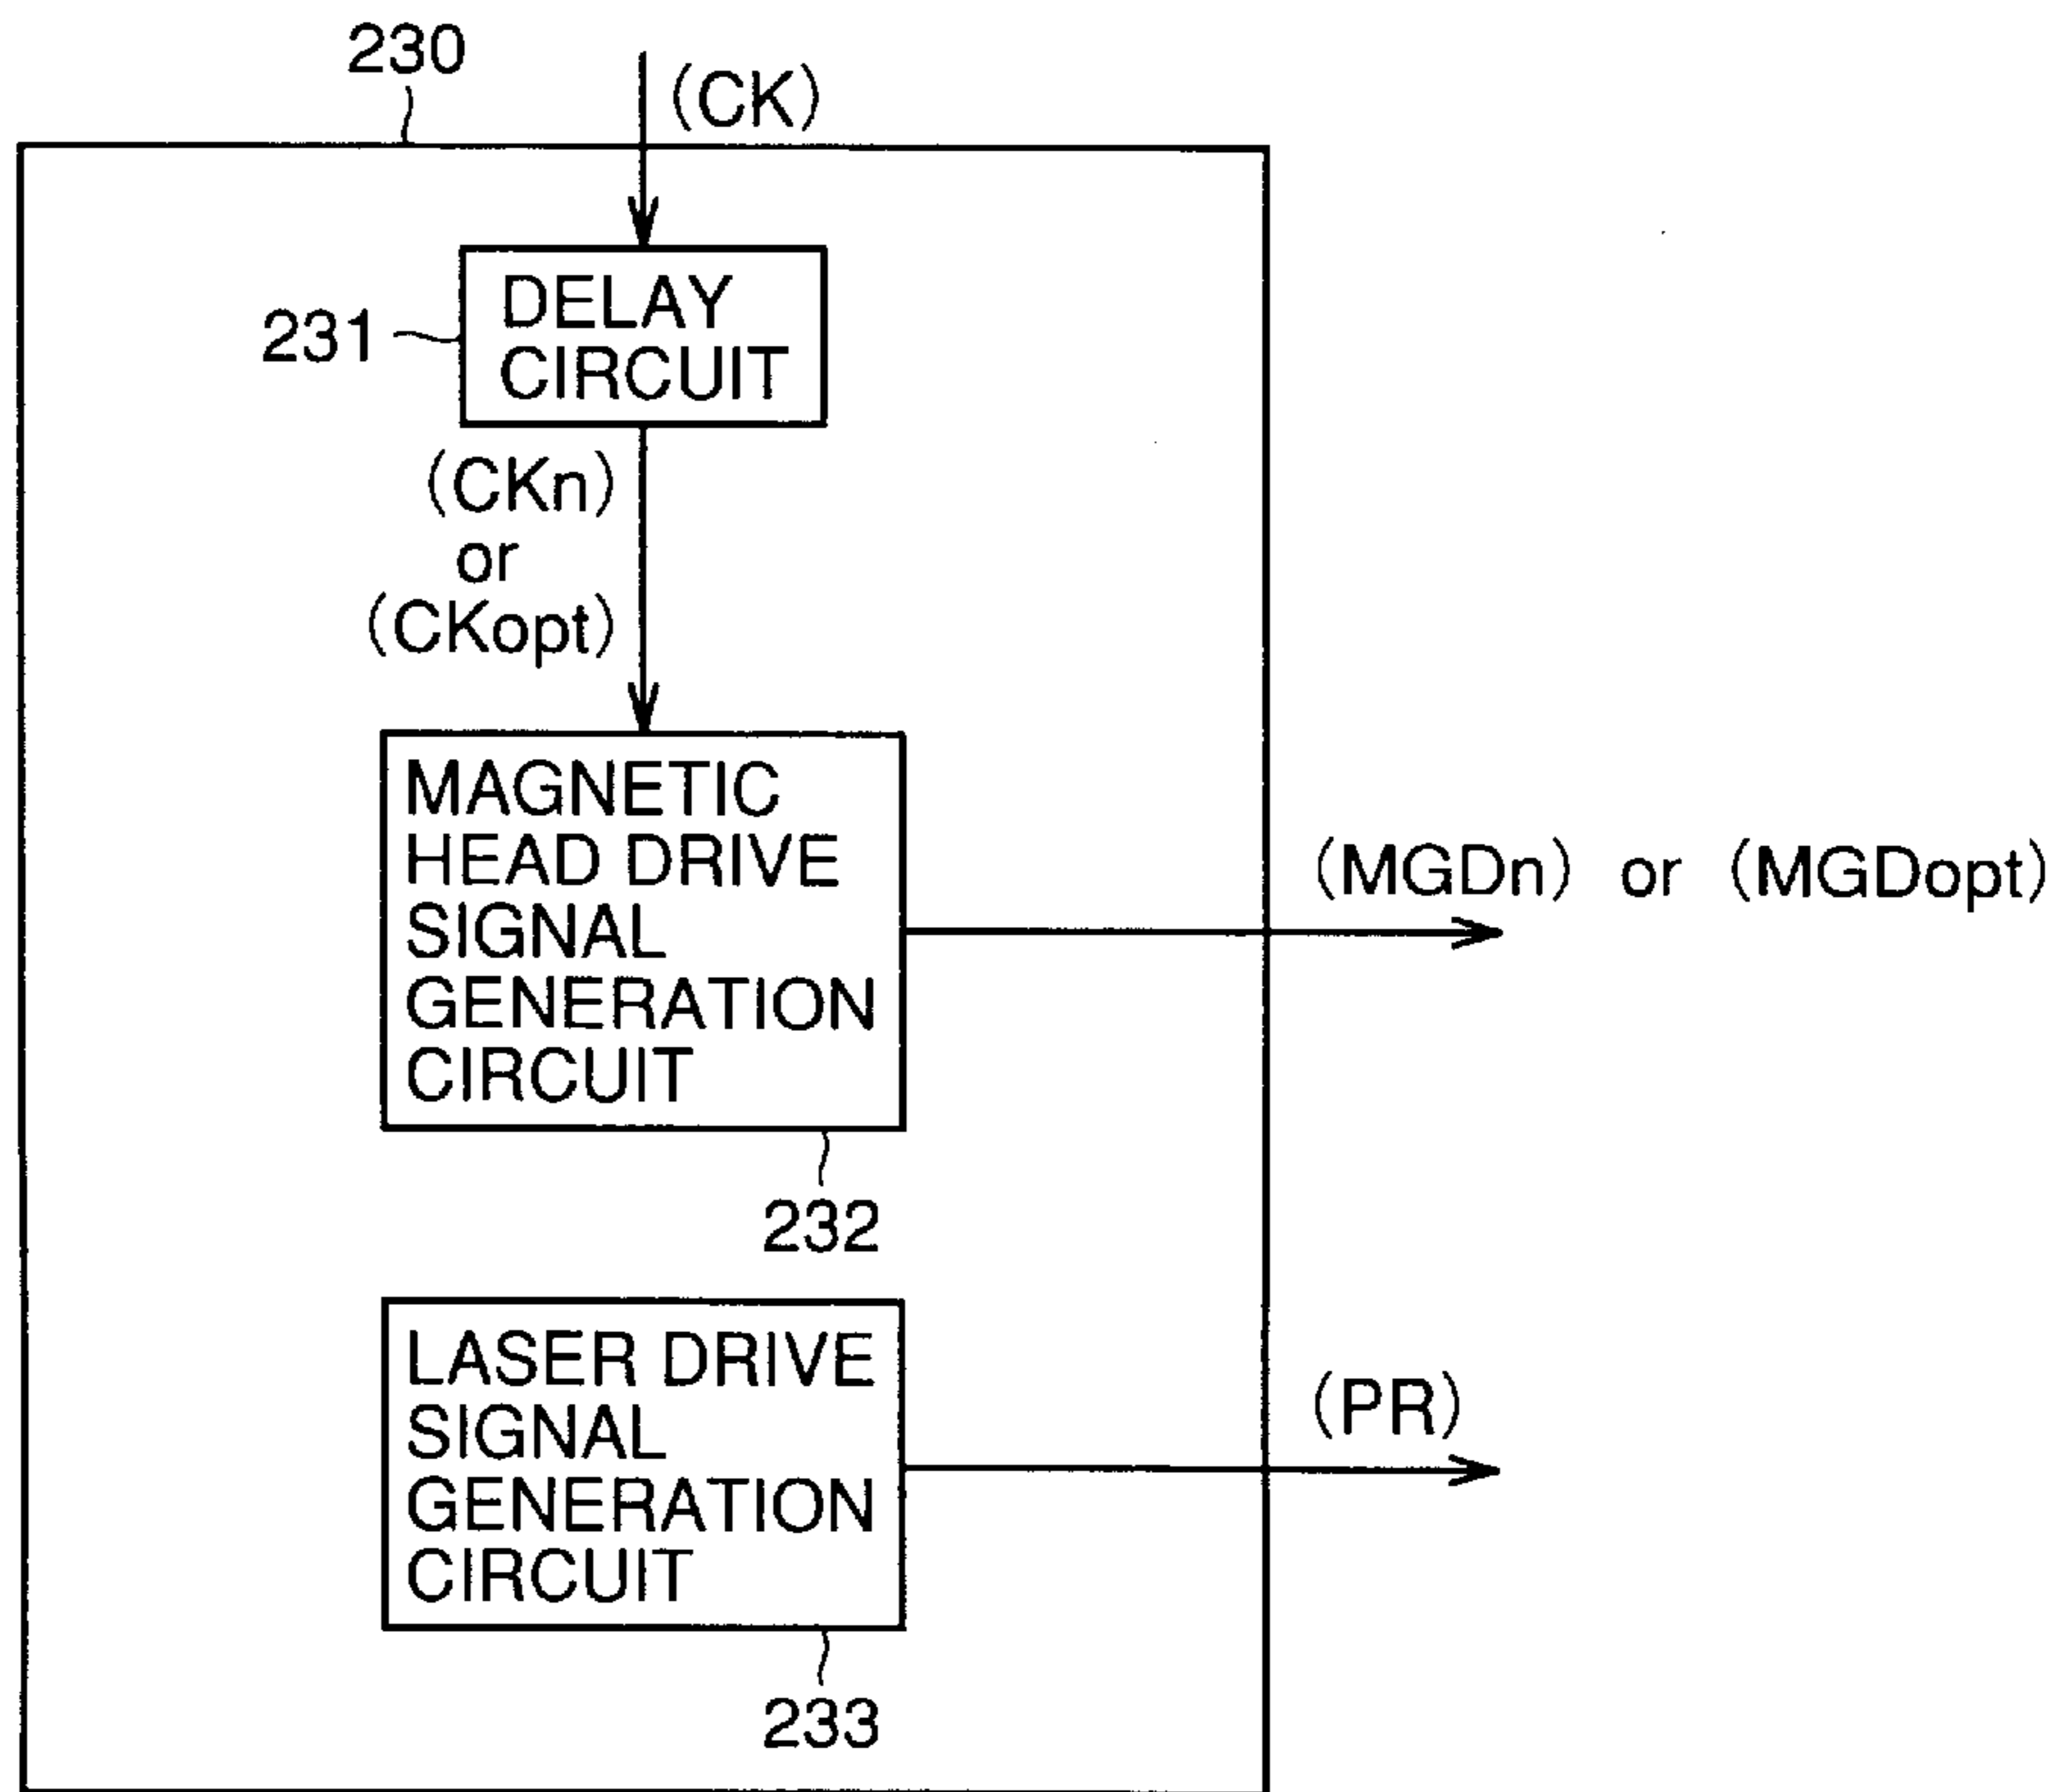 230
(CK)
231
DELAY
CIRCUIT
(CKn)
or
(CKopt)
MAGNETIC
HEAD DRIVE
SIGNAL
GENERATION
CIRCUIT
(MGDn) or (MGDopt)
232
LASER DRIVE
SIGNAL
GENERATION
CIRCUIT
(PR)
233